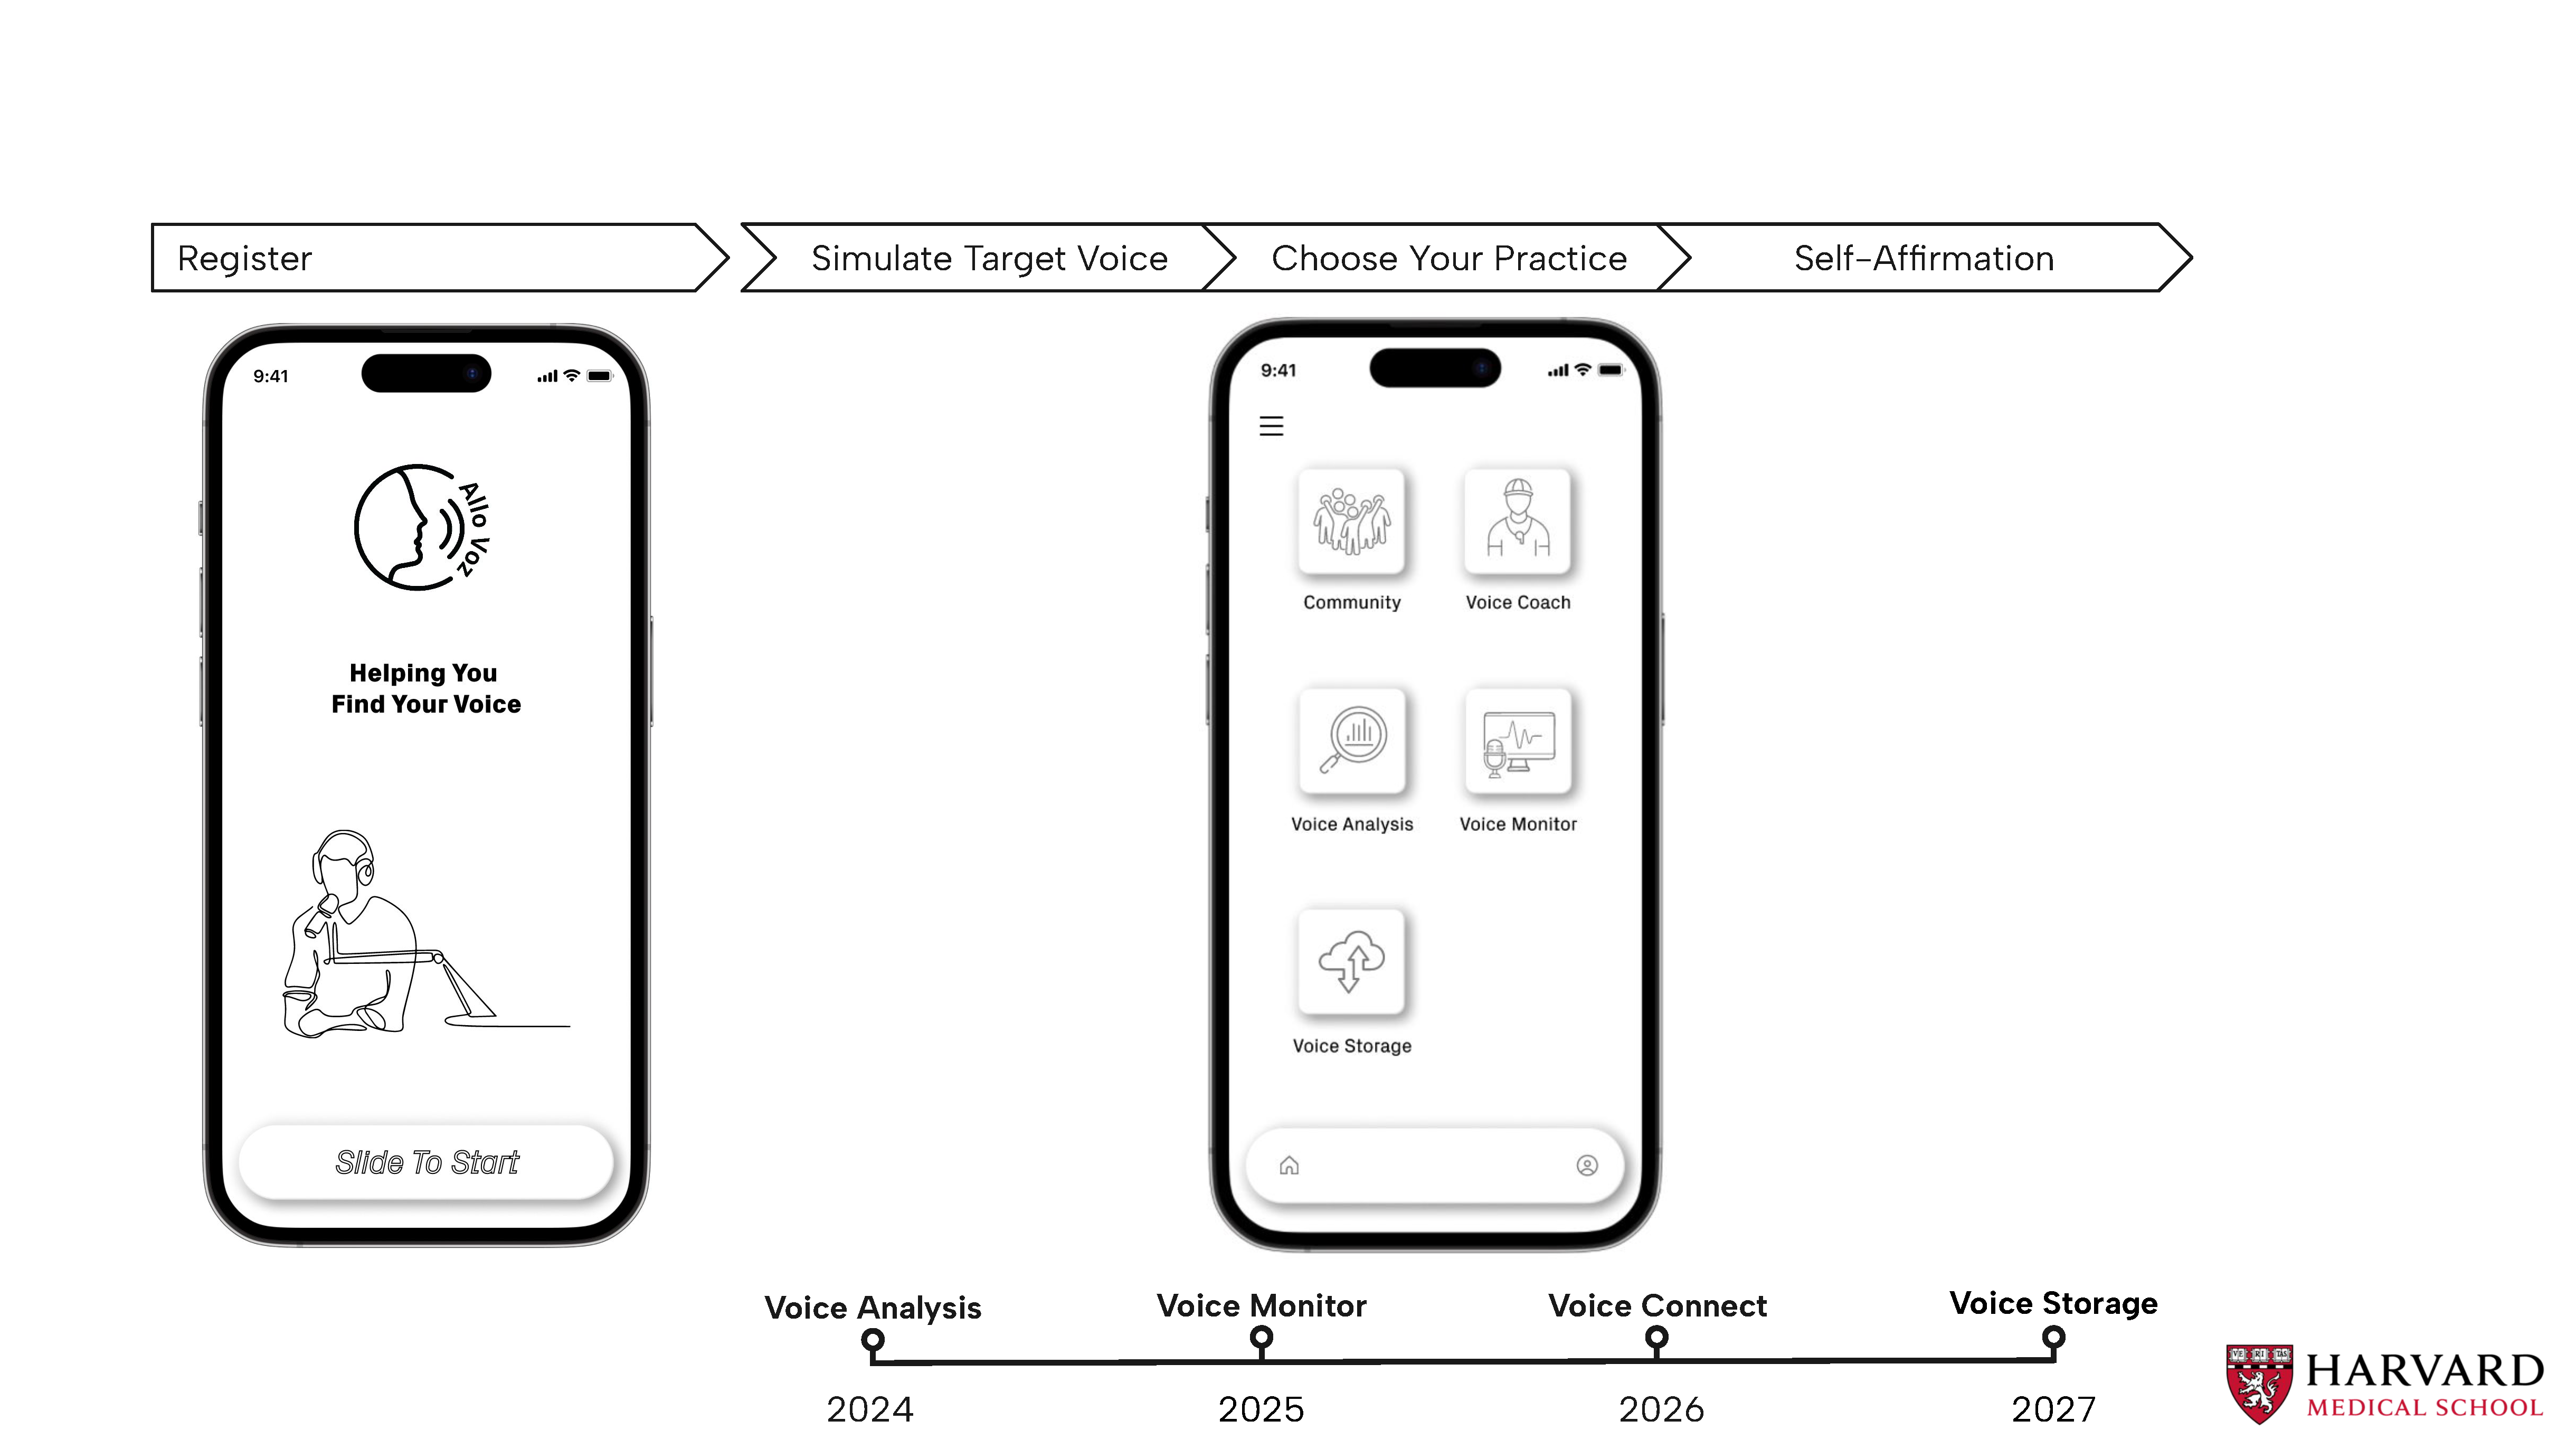 Register
Simulate Target Voice
Choose Your Practice
Self-Affirmation
9:41
Allo Voz
Helping You
Find Your Voice
Slide To Start
9:41
Community
Voice Coach
Voice Analysis
Voice Monitor
Voice Storage
Voice Analysis
Voice Monitor
Voice Connect
Voice Storage
2024
2025
2026
2027
VE RI TAS
HARVARD
MEDICAL SCHOOL